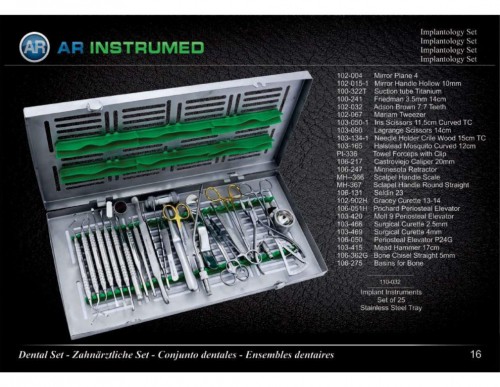 AR AR INSTRUMED
Implantology Set
Implantology Set
Implantology Set
Implantology Set
102-004 Mirror Plane 4
102-015-1 Mirror Handle Hollow 10mm
100-322T Suction tube Titanium
100-241 Friedman 3.5mm 14cm
102-032 Adson Brown 7,7 Teeth
102-067 Mariam Tweezer
103-050-1 Iris Scissors 11.5cm Curved TC
103-090 Lagrange Scissors 14cm
103-134-1 Needle Holder Crile Wood 15cm TC
103-165 Halstead Mosquito Curved 12cm
PI-336 Towel Forceps with Clip
106-217 Castroviejo Caliper 20mm
106-247 Minnesota Retractor
MH--366 Scalpel Handle Scale
MH-367 Sclapel Handle Round Straight
106-131 Seldin 23
102-602H Gracey Curette 13-14
106-051H Prichard Periosteal Elevator
103-420 Molt 9 Periosteal Elevator
103-466 Surgical Curette 2.5mm
103-469 Surgical Curette 4mm
106-050 Periosteal Elevator P24G
103-415 Mead Hammer 17cm
106-362G Bone Chisel Straight 5mm
106-275 Basins for Bone
110-032
Implant Instruments
Set of 25
Stainless Steel Tray
Dental Set - Zahnärztliche Set - Conjunto dentales - Ensembles dentaires
16